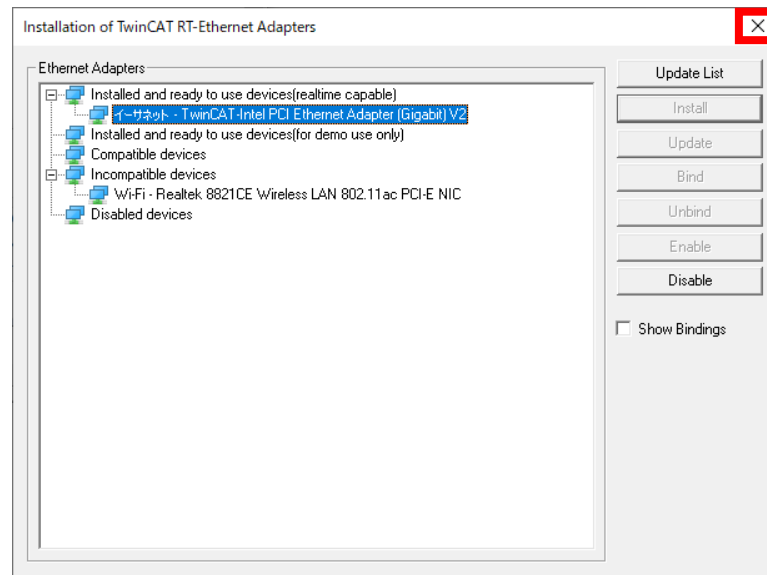 Installation of TwinCAT RT-Ethernet Adapters
Ethernet Adapters
Installed and ready to use devices(realtime capable)
イーサネット - TwinCAT-Intel PCI Ethernet Adapter (Gigabit) V2
Installed and ready to use devices(for demo use only)
Compatible devices
Incompatible devices
Wi-Fi - Realtek 8821CE Wireless LAN 802.11ac PCI-E NIC
Disabled devices
Update List
Install
Update
Bind
Unbind
Enable
Disable
Show Bindings